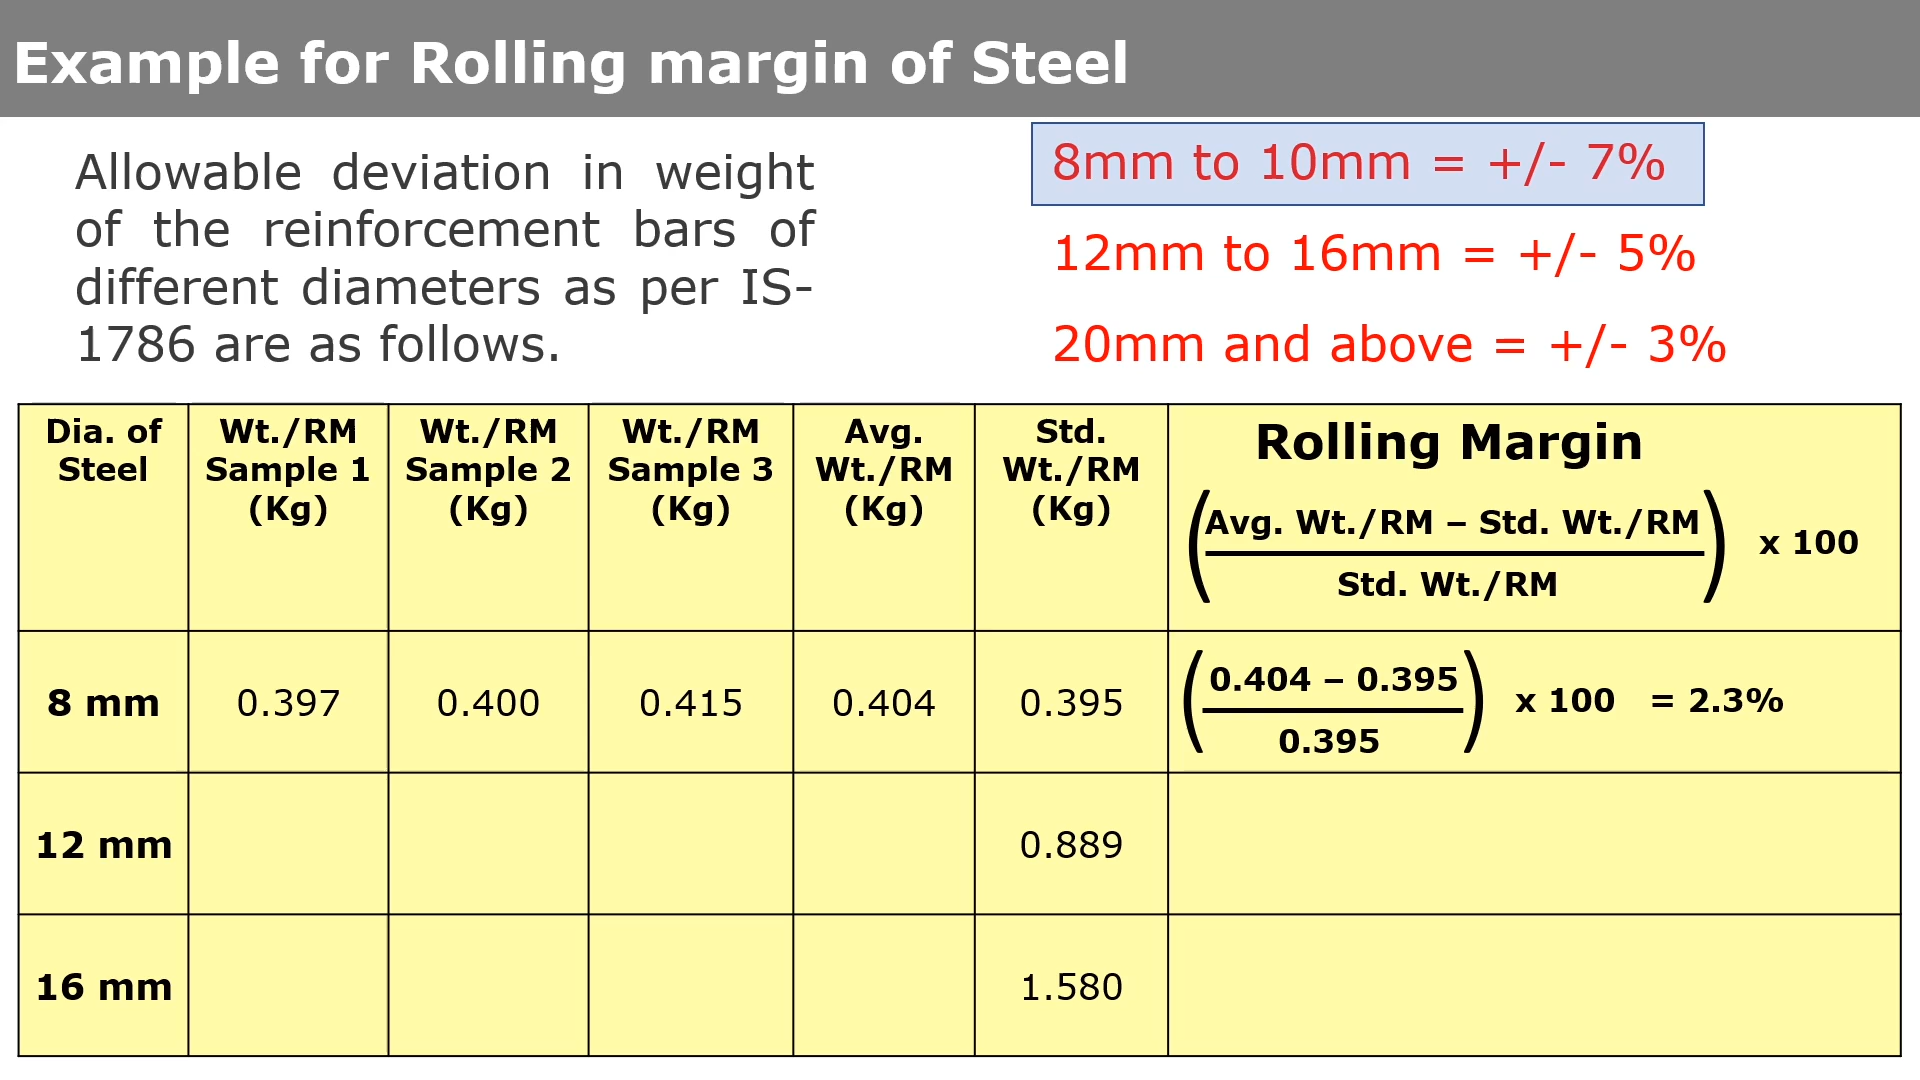 Example for Rolling margin of Steel
Allowable deviation in weight
of the reinforcement bars of
different diameters as per IS-
1786 are as follows.
8mm to 10mm = +/- 7%
12mm to 16mm = +/- 5%
20mm and above = +/- 3%
Dia. of
Steel
Wt./RM
Sample 1
(Kg)
Wt./RM
Sample 2
(Kg)
Wt./RM
Sample 3
(Kg)
Avg.
Wt./RM
(Kg)
Std.
Wt./RM
(Kg)
Rolling Margin
(Avg. Wt./RM – Std. Wt./RM) x 100
Std. Wt./RM
8 mm 0.397 0.400 0.415 0.404 0.395
(0.404 – 0.395) x 100 = 2.3%
0.395
12 mm 0.889
16 mm 1.580